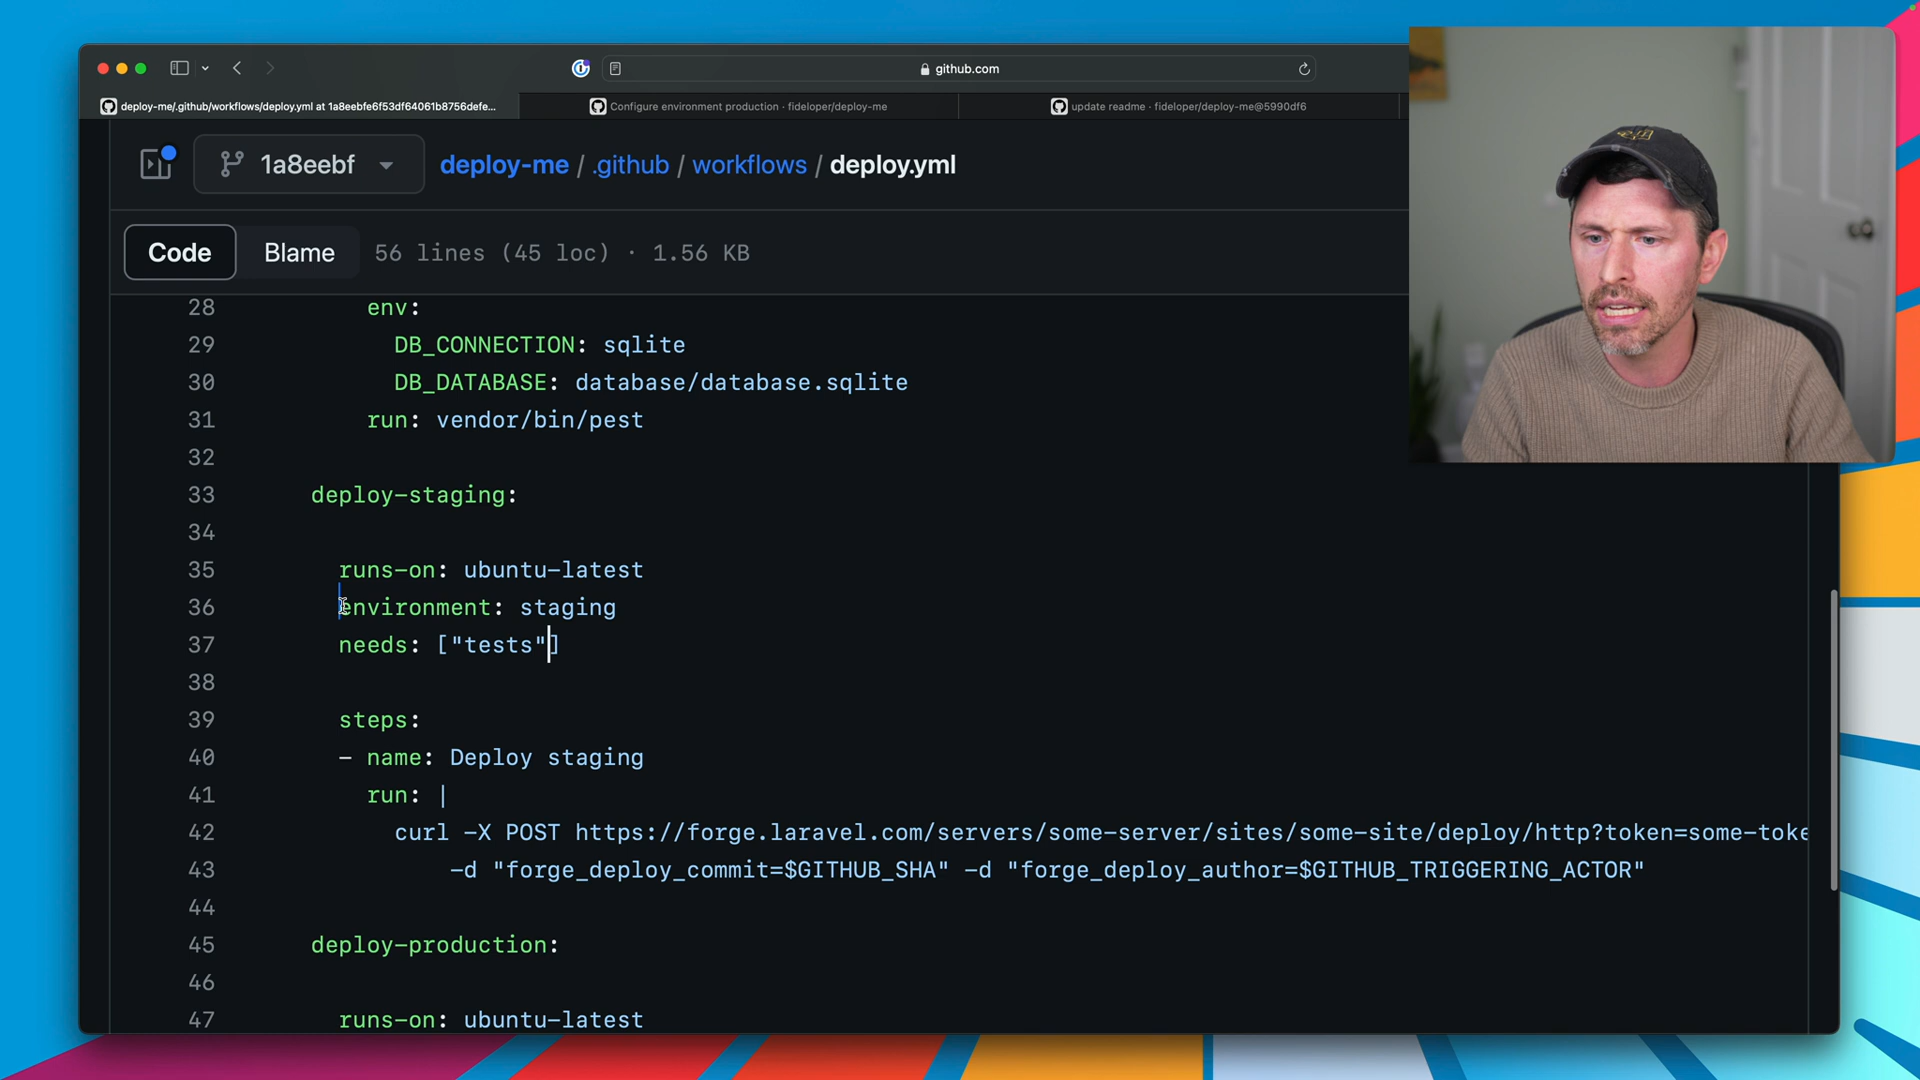 github.com
deploy-me/.github/workflows/deploy.yml at 1a8eebfe6f53df64061b8756defe...
Configure environment production · fideloper/deploy-me
update readme · fideloper/deploy-me@5990df6
1a8eebf
deploy-me / .github / workflows / deploy.yml
Code Blame 56 lines (45 loc) · 1.56 KB
28 env:
29 DB_CONNECTION: sqlite
30 DB_DATABASE: database/database.sqlite
31 run: vendor/bin/pest
32
33 deploy-staging:
34
35 runs-on: ubuntu-latest
36 environment: staging
37 needs: ["tests"]
38
39 steps:
40 - name: Deploy staging
41 run: |
42 curl -X POST https://forge.laravel.com/servers/some-server/sites/some-site/deploy/http?token=some-toke
43 -d "forge_deploy_commit=$GITHUB_SHA" -d "forge_deploy_author=$GITHUB_TRIGGERING_ACTOR"
44
45 deploy-production:
46
47 runs-on: ubuntu-latest